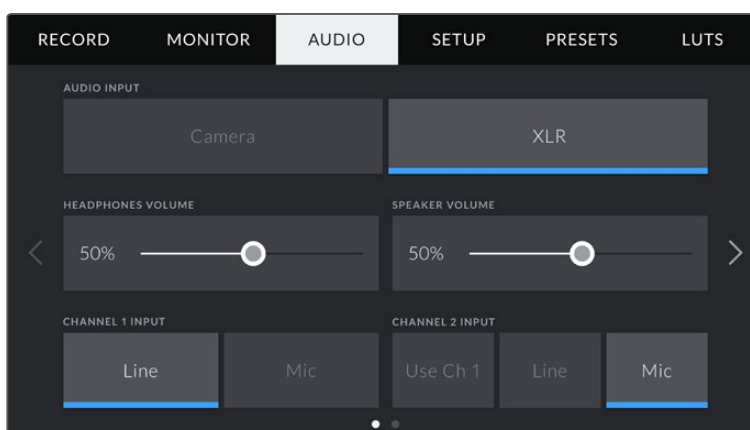 RECORD MONITOR AUDIO SETUP PRESETS LUTS
AUDIO INPUT
Camera XLR
HEADPHONES VOLUME SPEAKER VOLUME
50% 50%
CHANNEL 1 INPUT CHANNEL 2 INPUT
Line Mic Use Ch 1 Line Mic